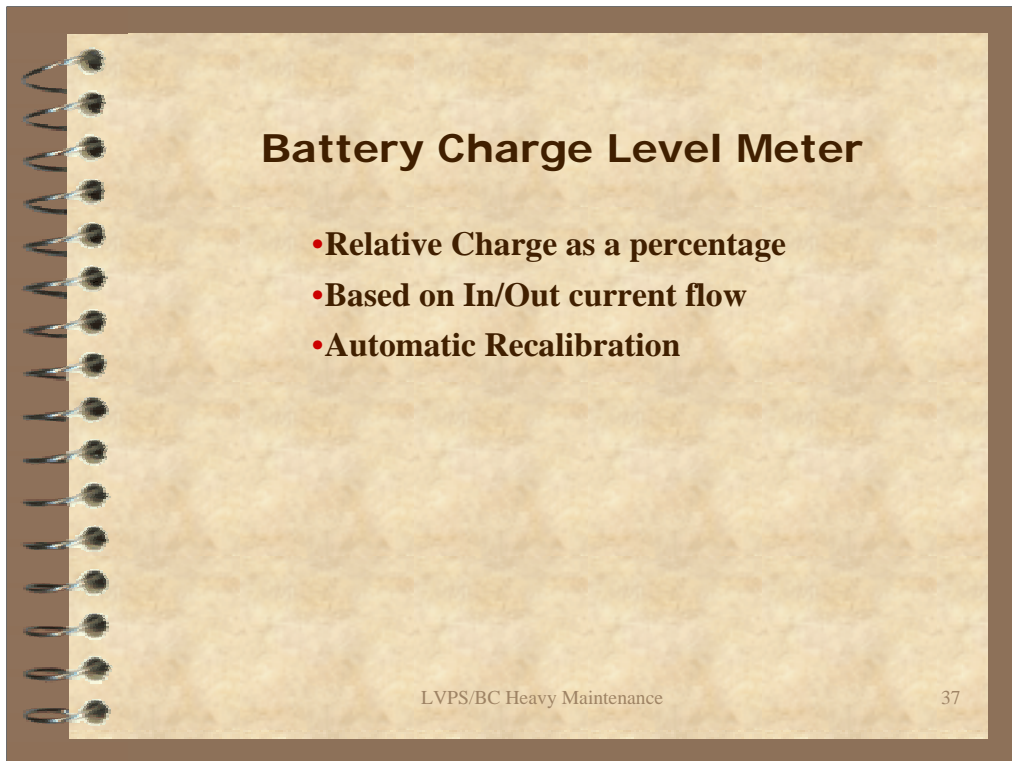 Battery Charge Level Meter
•Relative Charge as a percentage
•Based on In/Out current flow
•Automatic Recalibration
LVPS/BC Heavy Maintenance 37